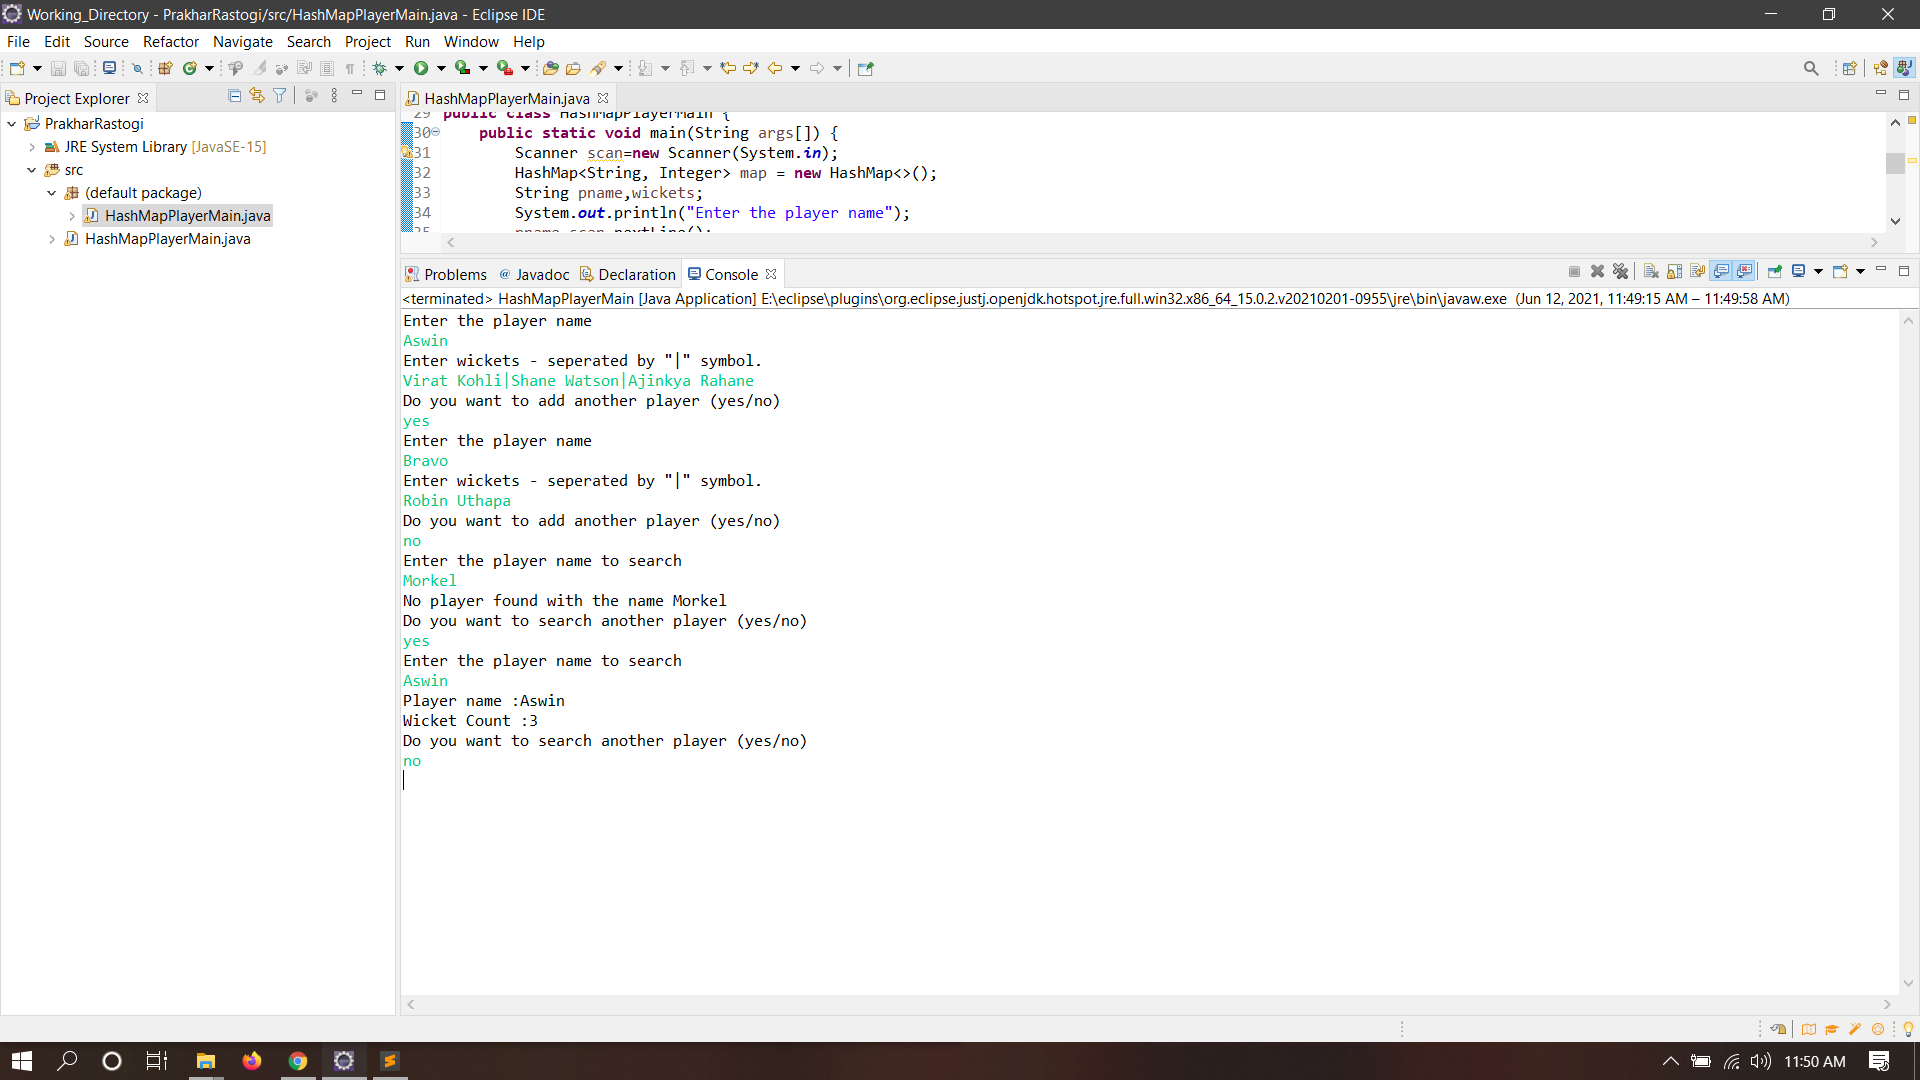 Working_Directory - PrakharRastogi/src/HashMapPlayerMain.java - Eclipse IDE
File Edit Source Refactor Navigate Search Project Run Window Help
Project Explorer
PrakharRastogi
JRE System Library [JavaSE-15]
src
(default package)
HashMapPlayerMain.java
HashMapPlayerMain.java
HashMapPlayerMain.java
29 public class HashMapPlayerMain {
30 public static void main(String args[]) {
31 Scanner scan=new Scanner(System.in);
32 HashMap<String, Integer> map = new HashMap<>();
33 String pname,wickets;
34 System.out.println("Enter the player name");
35 pname=scan.nextLine();
Problems @ Javadoc Declaration Console
<terminated> HashMapPlayerMain [Java Application] E:\eclipse\plugins\org.eclipse.justj.openjdk.hotspot.jre.full.win32.x86_64_15.0.2.v20210201-0955\jre\bin\javaw.exe (Jun 12, 2021, 11:49:15 AM – 11:49:58 AM)
Enter the player name
Aswin
Enter wickets - seperated by "|" symbol.
Virat Kohli|Shane Watson|Ajinkya Rahane
Do you want to add another player (yes/no)
yes
Enter the player name
Bravo
Enter wickets - seperated by "|" symbol.
Robin Uthapa
Do you want to add another player (yes/no)
no
Enter the player name to search
Morkel
No player found with the name Morkel
Do you want to search another player (yes/no)
yes
Enter the player name to search
Aswin
Player name :Aswin
Wicket Count :3
Do you want to search another player (yes/no)
no
11:50 AM